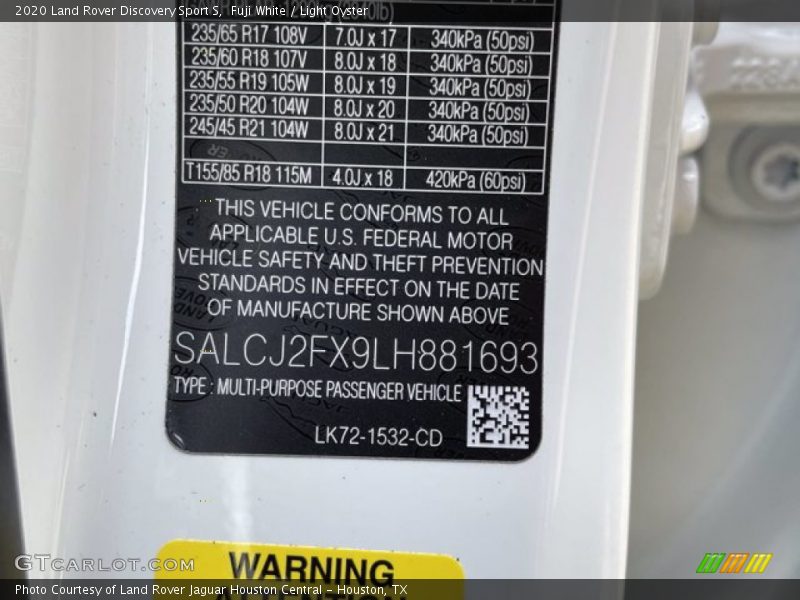 2020 Land Rover Discovery Sport S, Fuji White / Light Oyster
235/65 R17 108V 7.0J x 17 340kPa (50psi)
235/60 R18 107V 8.0J x 18 340kPa (50psi)
235/55 R19 105W 8.0J x 19 340kPa (50psi)
235/50 R20 104W 8.0J x 20 340kPa (50psi)
245/45 R21 104W 8.0J x 21 340kPa (50psi)
T155/85 R18 115M 4.0J x 18 420kPa (60psi)
THIS VEHICLE CONFORMS TO ALL
APPLICABLE U.S. FEDERAL MOTOR
VEHICLE SAFETY AND THEFT PREVENTION
STANDARDS IN EFFECT ON THE DATE
OF MANUFACTURE SHOWN ABOVE
SALCJ2FX9LH881693
TYPE : MULTI-PURPOSE PASSENGER VEHICLE
LK72-1532-CD
WARNING
GTCARLOT.COM
Photo Courtesy of Land Rover Jaguar Houston Central - Houston, TX